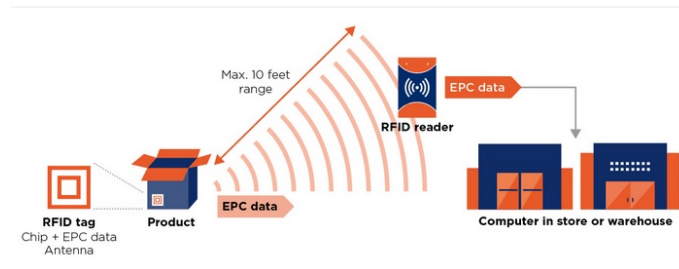 Max. 10 feet
range
EPC data
RFID reader
EPC data
RFID tag
Chip + EPC data
Antenna
Product
Computer in store or warehouse